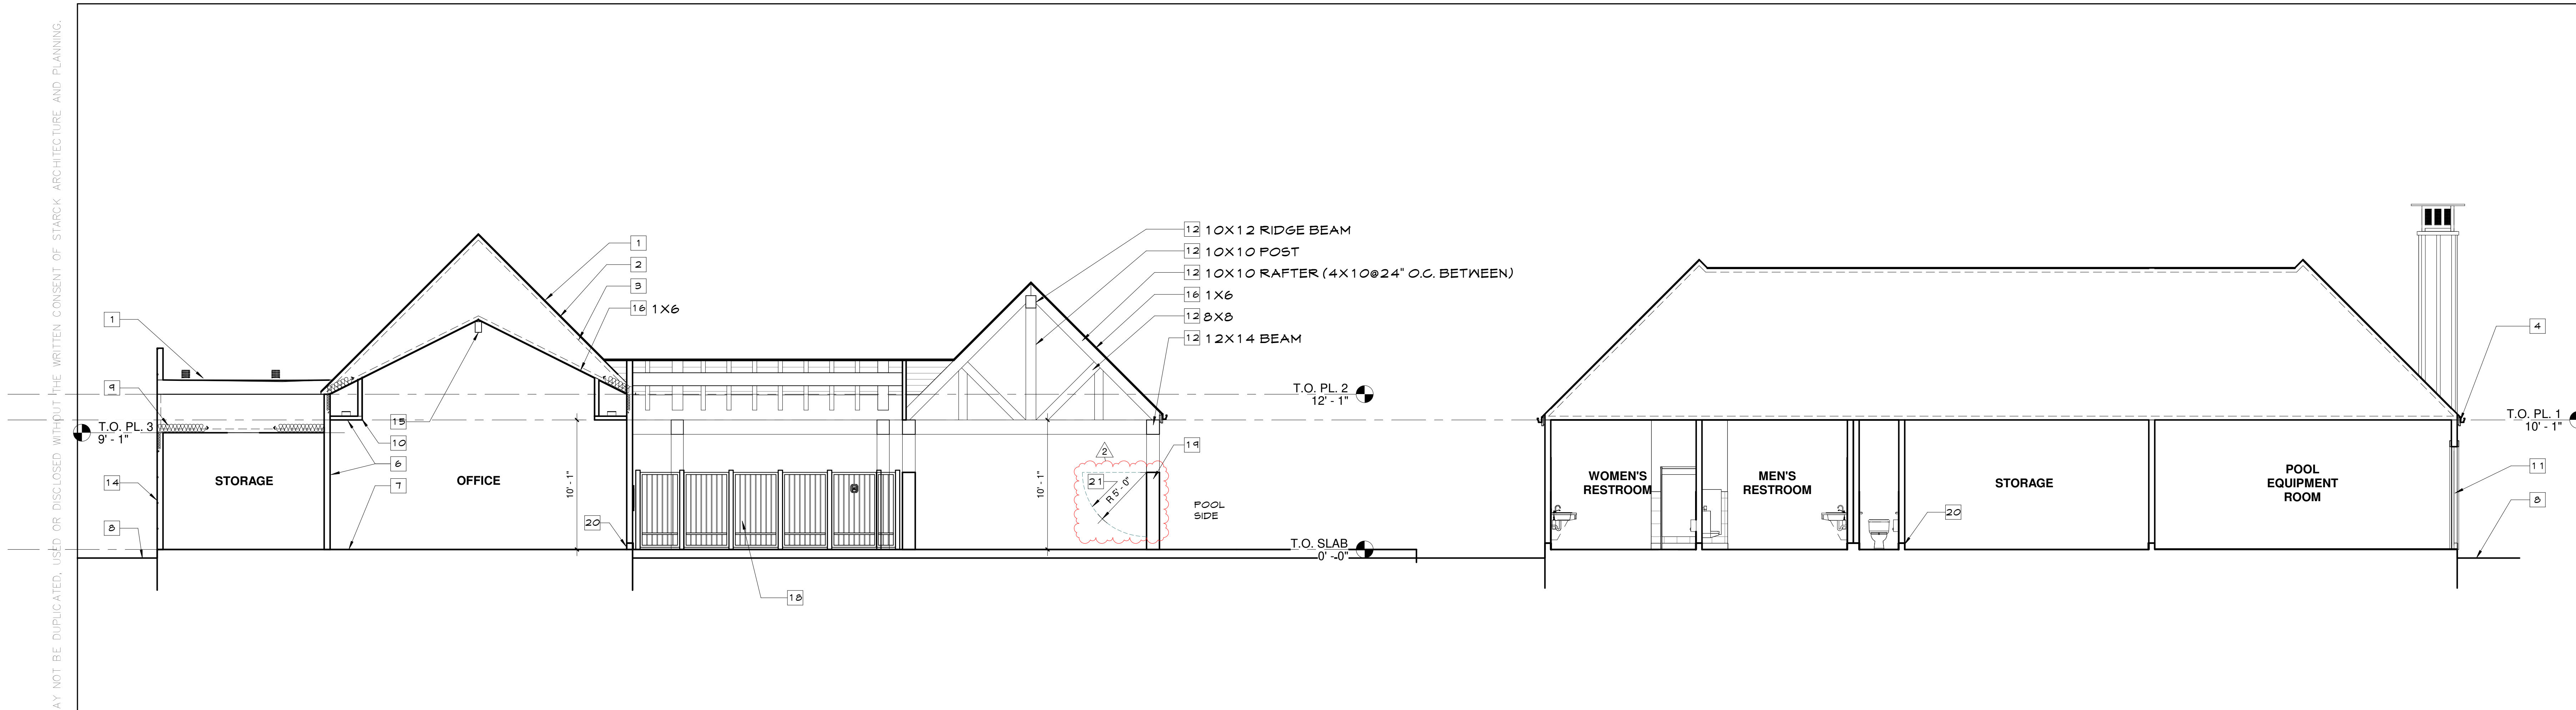 AY NOT BE DUPLICATED, USED OR DISCLOSED WITHOUT THE WRITTEN CONSENT OF STARCK ARCHITECTURE AND PLANNING.
1
9
T.O. PL. 3
9' - 1"
14
8
STORAGE
15
10
6
7
OFFICE
1
2
3
16 1X6
10' - 1"
20
18
12 10X12 RIDGE BEAM
12 10X10 POST
12 10X10 RAFTER (4X10@24" O.C. BETWEEN)
16 1X6
12 8X8
12 12X14 BEAM
T.O. PL. 2
12' - 1"
10' - 1"
2
21
R 5' - 0"
19
POOL
SIDE
T.O. SLAB
0' - 0"
WOMEN'S
RESTROOM
MEN'S
RESTROOM
20
STORAGE
POOL
EQUIPMENT
ROOM
4
T.O. PL. 1
10' - 1"
11
8